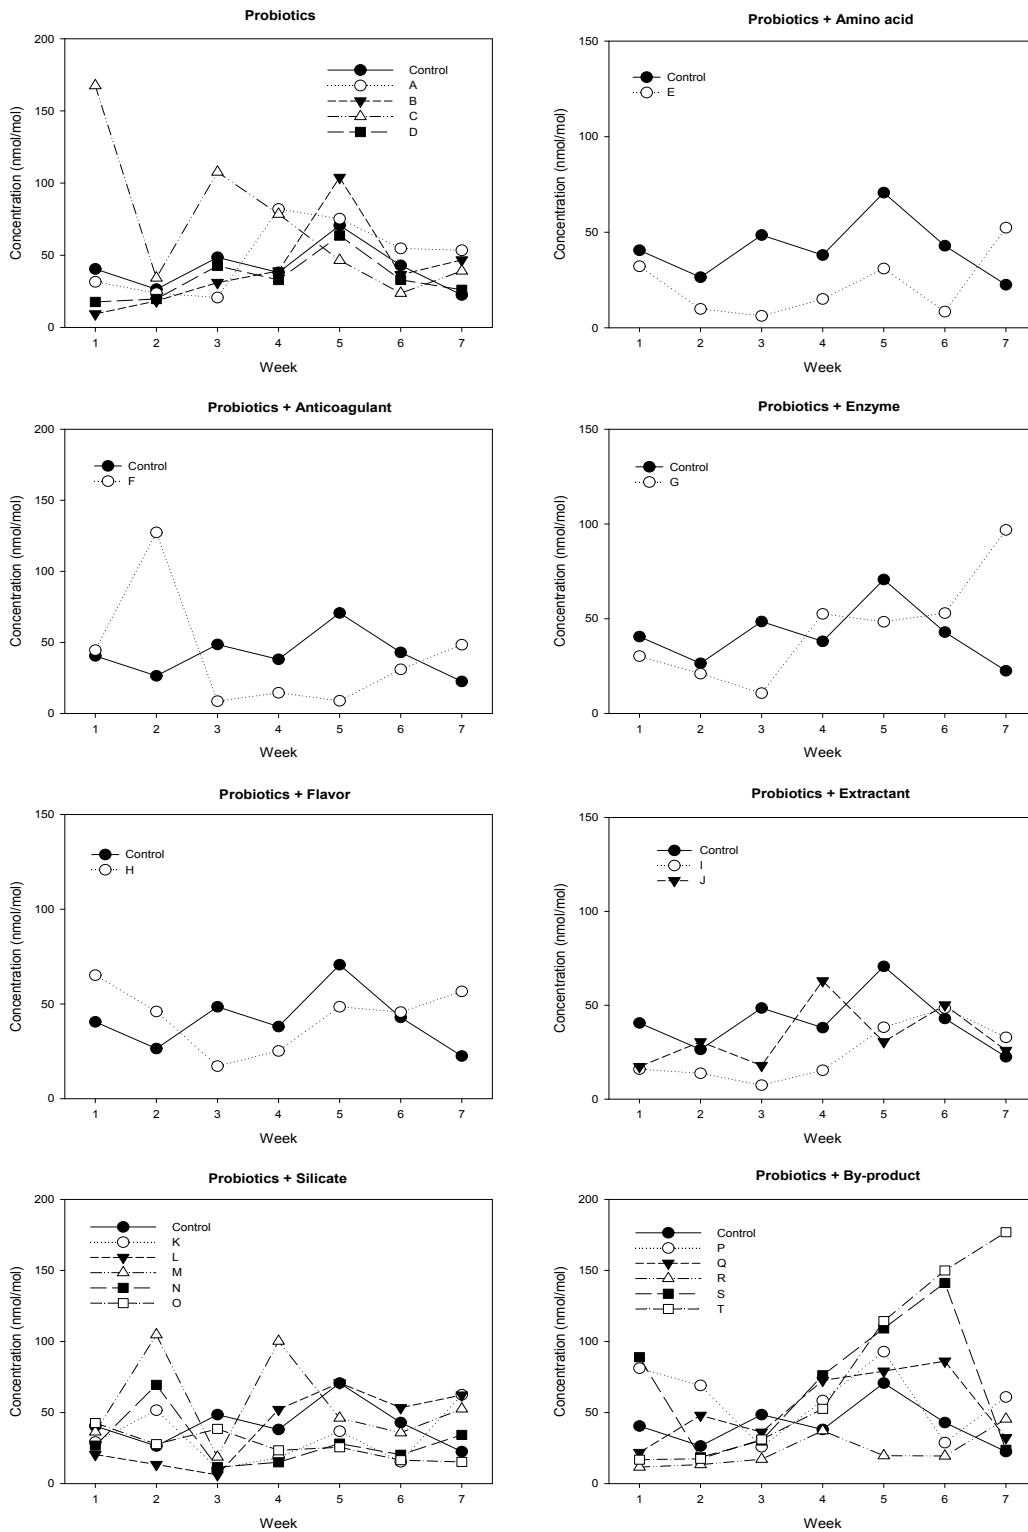 Probiotics
200
150
100
50
0
Concentration (nmol/mol)
Control
A
B
C
D
1 2 3 4 5 6 7
Week
Probiotics + Amino acid
150
100
50
0
Concentration (nmol/mol)
Control
E
1 2 3 4 5 6 7
Week
Probiotics + Anticoagulant
200
150
100
50
0
Concentration (nmol/mol)
Control
F
1 2 3 4 5 6 7
Week
Probiotics + Enzyme
150
100
50
0
Concentration (nmol/mol)
Control
G
1 2 3 4 5 6 7
Week
Probiotics + Flavor
150
100
50
0
Concentration (nmol/mol)
Control
H
1 2 3 4 5 6 7
Week
Probiotics + Extractant
150
100
50
0
Concentration (nmol/mol)
Control
I
J
1 2 3 4 5 6 7
Week
Probiotics + Silicate
200
150
100
50
0
Concentration (nmol/mol)
Control
K
L
M
N
O
1 2 3 4 5 6 7
Week
Probiotics + By-product
200
150
100
50
0
Concentration (nmol/mol)
Control
P
Q
R
S
T
1 2 3 4 5 6 7
Week